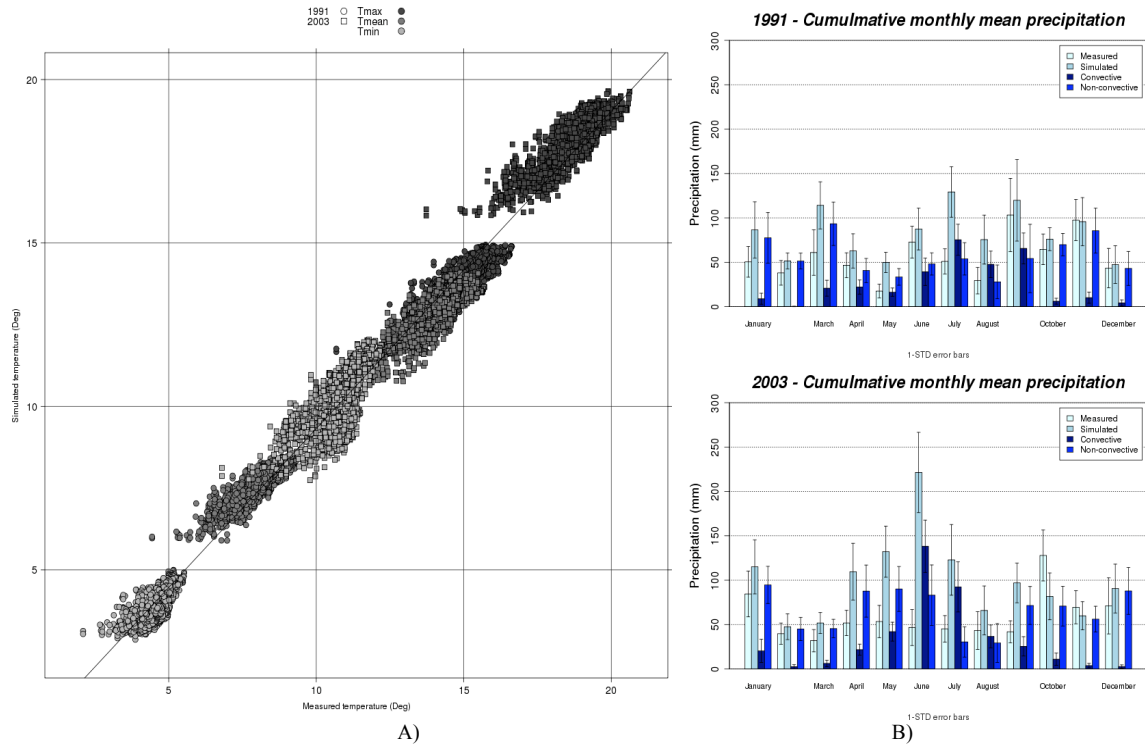 1991 Tmax
2003 Tmean
Tmin
20
15
10
5
Simulated temperature (Deg)
5 10 15 20
Measured temperature (Deg)
A)
1991 - Cumulmative monthly mean precipitation
300
250
200
150
100
50
0
Precipitation (mm)
Measured
Simulated
Convective
Non-convective
January March April May June July August October December
1-STD error bars
2003 - Cumulmative monthly mean precipitation
300
250
200
150
100
50
0
Precipitation (mm)
Measured
Simulated
Convective
Non-convective
January March April May June July August October December
1-STD error bars
B)